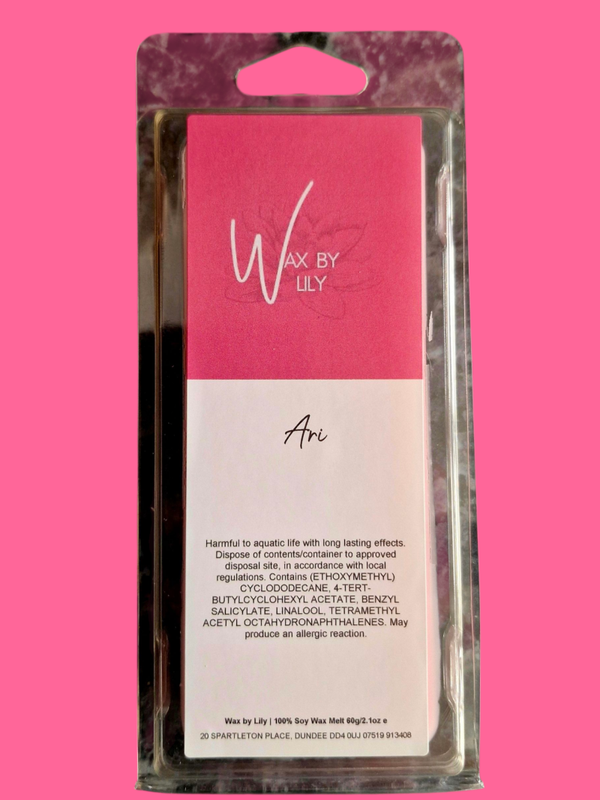 WAX BY
LILY
Ari
Harmful to aquatic life with long lasting effects.
Dispose of contents/container to approved
disposal site, in accordance with local
regulations. Contains (ETHOXYMETHYL)
CYCLODODECANE, 4-TERT-
BUTYLCYCLOHEXYL ACETATE, BENZYL
SALICYLATE, LINALOOL, TETRAMETHYL
ACETYL OCTAHYDRONAPHTHALENES. May
produce an allergic reaction.
Wax by Lily | 100% Soy Wax Melt 60g/2.1oz e
20 SPARTLETON PLACE, DUNDEE DD4 0UJ 07519 913408